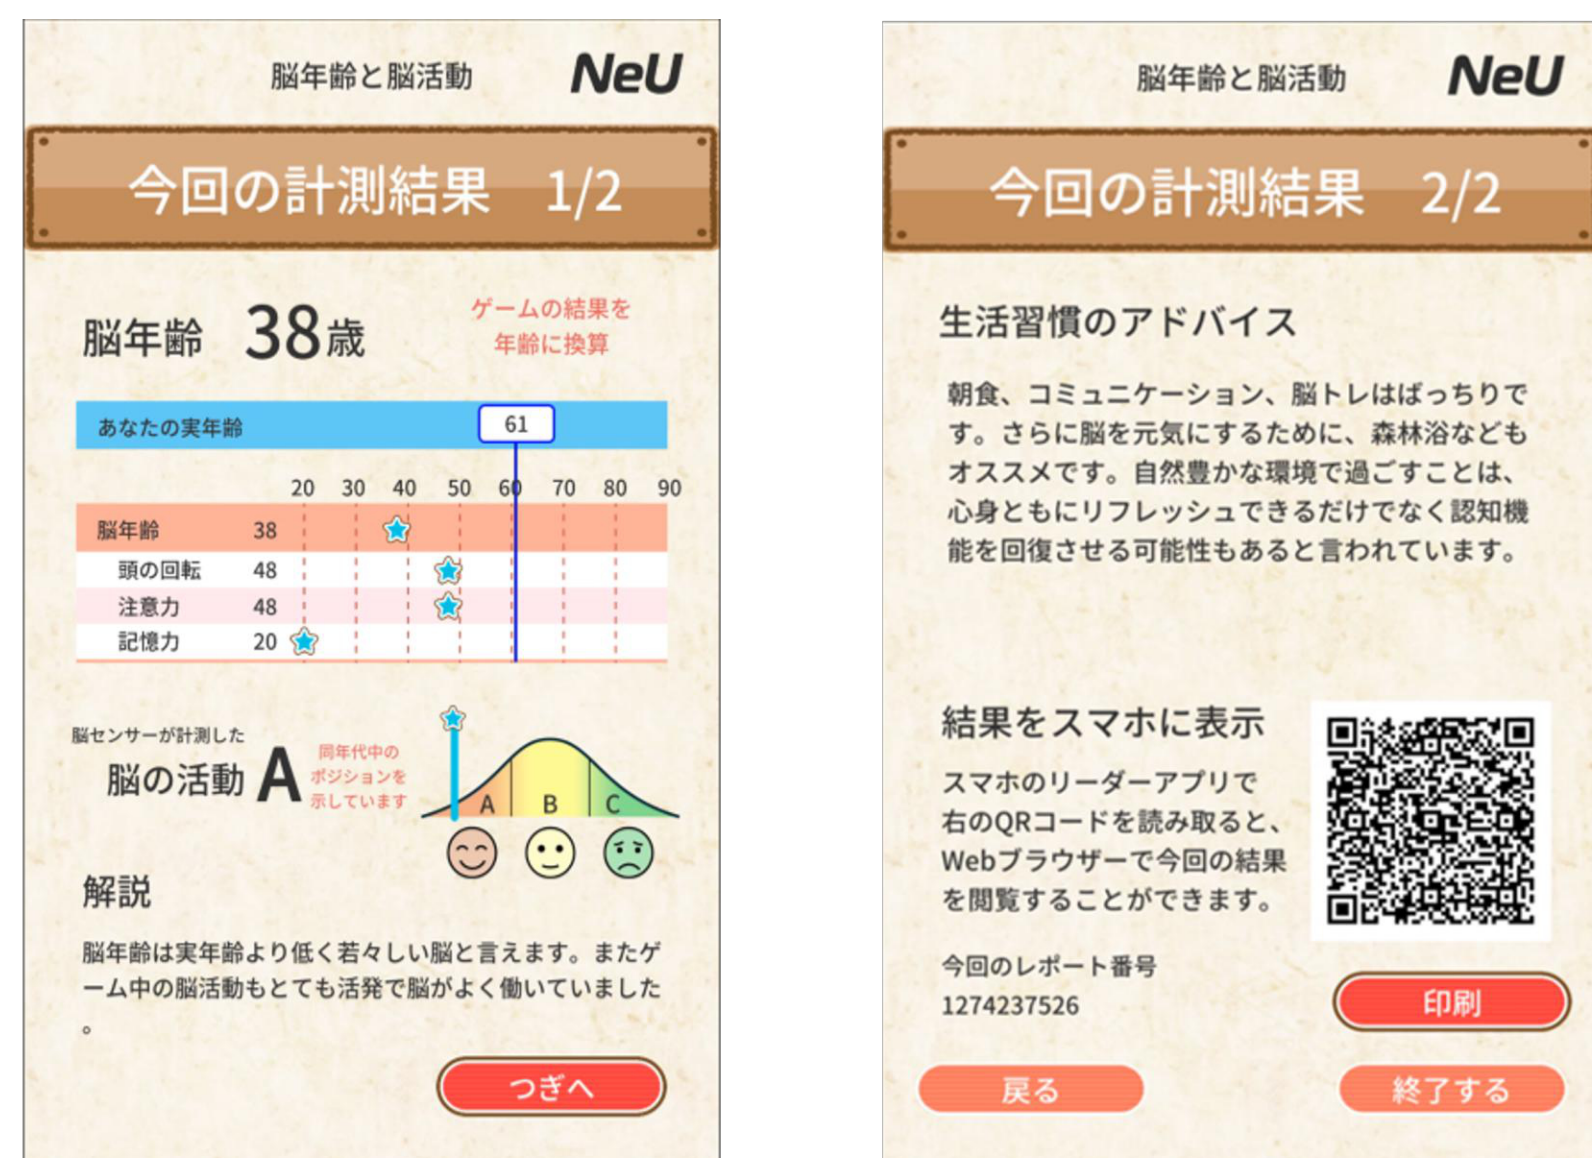 脳年齢と脳活動
NeU
今回の計測結果 1/2
脳年齢 38歳
ゲームの結果を
年齢に換算
あなたの実年齢 61
20 30 40 50 60 70 80 90
脳年齢 38
頭の回転 48
注意力 48
記憶力 20
脳センサーが計測した
脳の活動 A
同年代中の
ポジションを
示しています
A B C
解説
脳年齢は実年齢より低く若々しい脳と言えます。またゲ
ーム中の脳活動もとても活発で脳がよく働いていました
。
つぎへ
脳年齢と脳活動
NeU
今回の計測結果 2/2
生活習慣のアドバイス
朝食、コミュニケーション、脳トレはばっちりで
す。さらに脳を元気にするために、森林浴なども
オススメです。自然豊かな環境で過ごすことは、
心身ともにリフレッシュできるだけでなく認知機
能を回復させる可能性もあると言われています。
結果をスマホに表示
スマホのリーダーアプリで
右のQRコードを読み取ると、
Webブラウザーで今回の結果
を閲覧することができます。
今回のレポート番号
1274237526
印刷
戻る
終了する